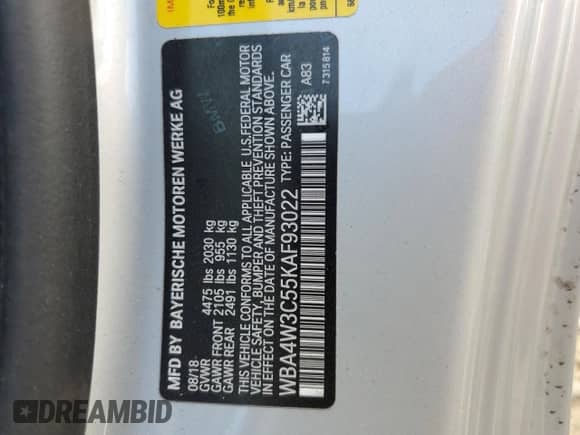 MFD BY BAYERISCHE MOTOREN WERKE AG
08/18
GVWR 4475 lbs 2030 kg
GAWR FRONT 2105 lbs 955 kg
GAWR REAR 2491 lbs 1130 kg
THIS VEHICLE CONFORMS TO ALL APPLICABLE U.S. FEDERAL MOTOR
VEHICLE SAFETY, BUMPER AND THEFT PREVENTION STANDARDS
IN EFFECT ON THE DATE OF MANUFACTURE SHOWN ABOVE.
WBA4W3C55KAF93022 TYPE: PASSENGER CAR
A83
7315814
BMW
DREAMBID